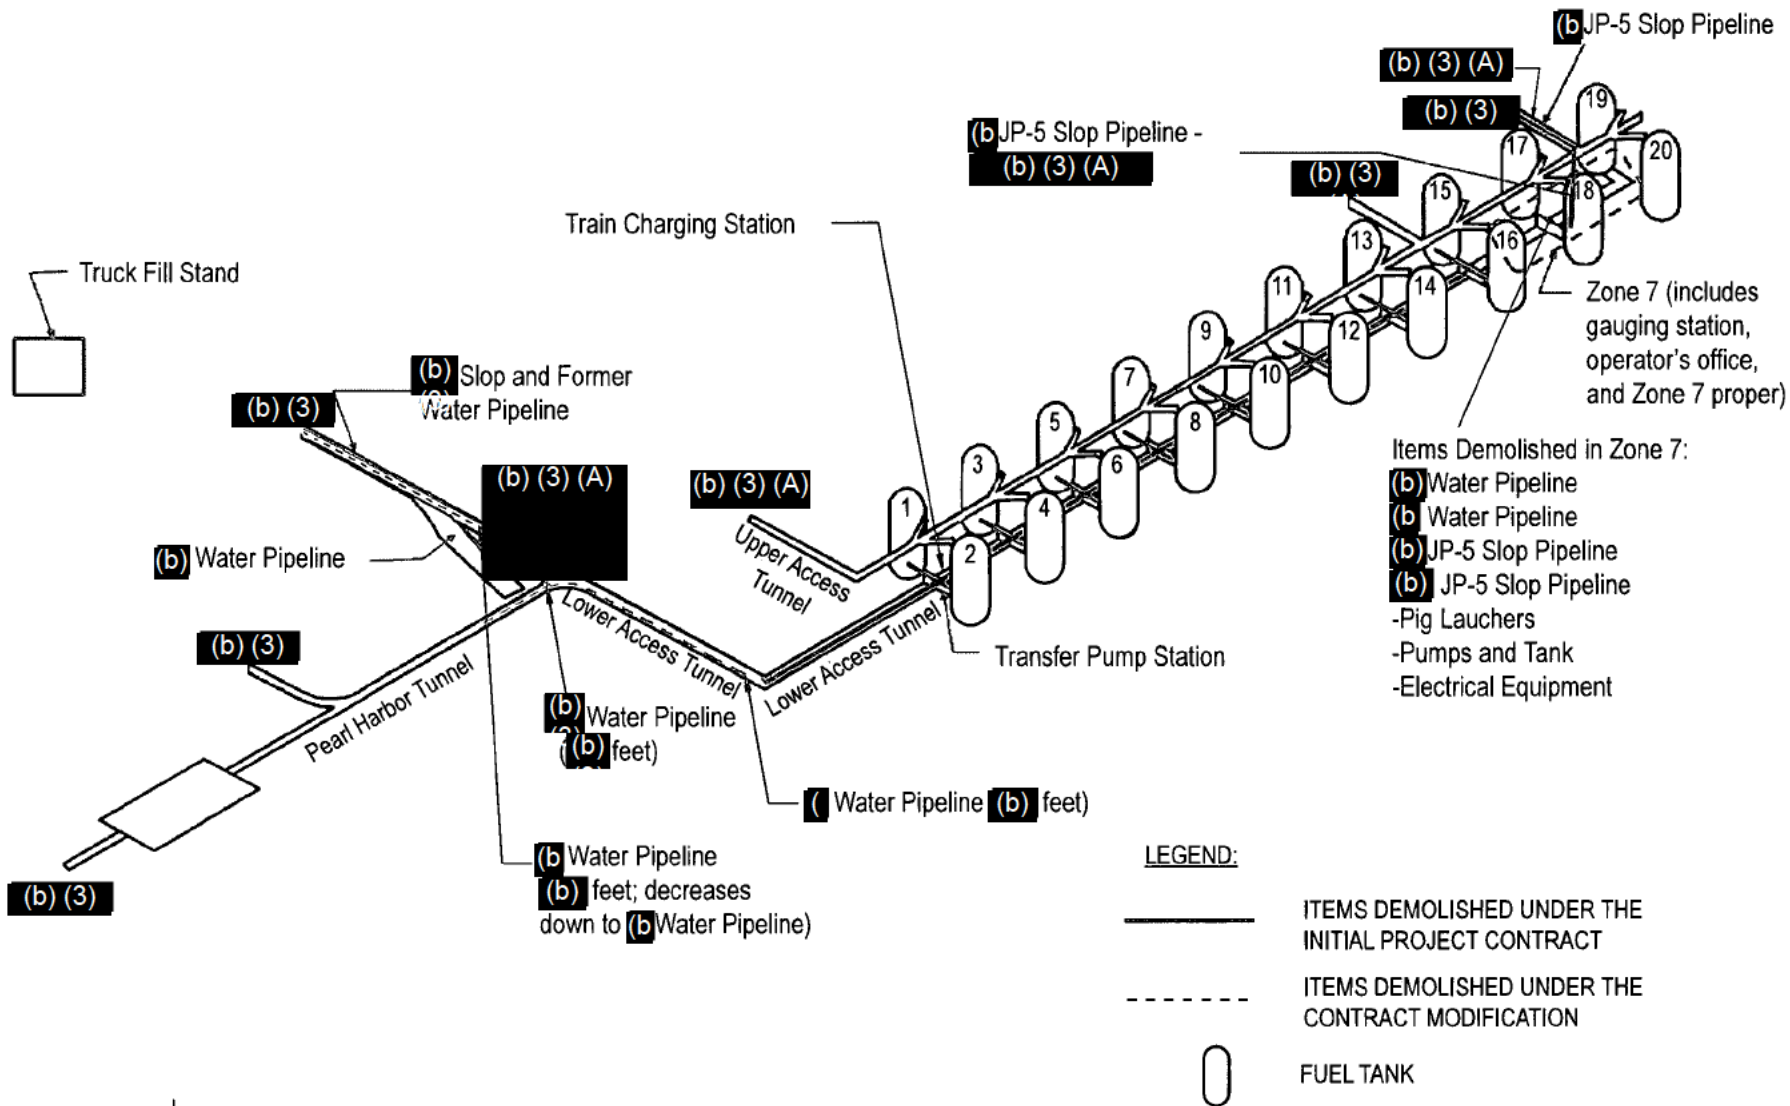 (b JP-5 Slop Pipeline
(b) (3) (A)
(b) (3)
(b JP-5 Slop Pipeline -
(b) (3) (A)
(b) (3)
19
17
20
18
15
16
13
14
11
12
9
10
7
8
5
6
3
4
1
2
Train Charging Station
Truck Fill Stand
Zone 7 (includes
gauging station,
operator's office,
and Zone 7 proper)
(b) Slop and Former
Water Pipeline
(b) (3)
(b) (3) (A)
(b) (3) (A)
Upper Access
Tunnel
(b) Water Pipeline
Items Demolished in Zone 7:
(b) Water Pipeline
(b Water Pipeline
(b) JP-5 Slop Pipeline
(b) JP-5 Slop Pipeline
-Pig Lauchers
-Pumps and Tank
-Electrical Equipment
Lower Access Tunnel
Lower Access Tunnel
Transfer Pump Station
(b) (3)
Pearl Harbor Tunnel
(b) Water Pipeline
(b) feet)
( Water Pipeline (b) feet)
(b Water Pipeline
(b) feet; decreases
down to (b Water Pipeline)
(b) (3)
LEGEND:
ITEMS DEMOLISHED UNDER THE
INITIAL PROJECT CONTRACT
ITEMS DEMOLISHED UNDER THE
CONTRACT MODIFICATION
FUEL TANK